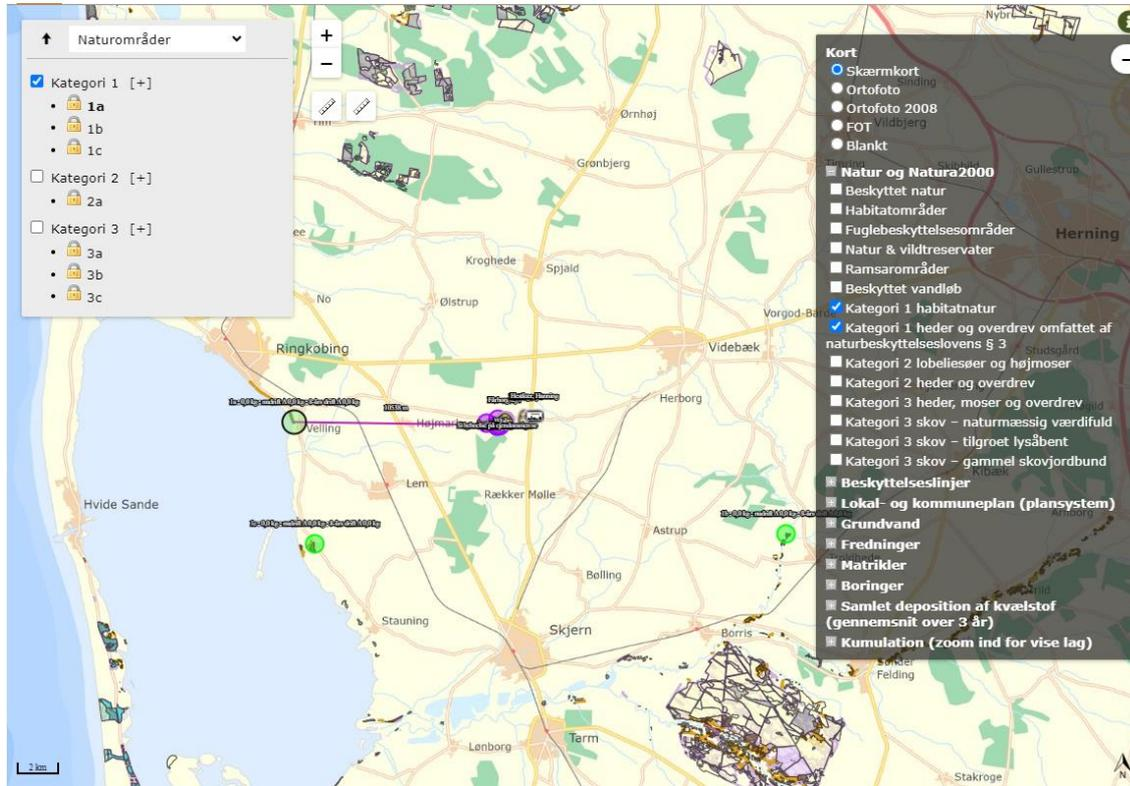 Naturområder
Kategori 1 [+]
1a
1b
1c
Kategori 2 [+]
2a
Kategori 3 [+]
3a
3b
3c
+
−
Kort
Skærmkort
Ortofoto
Ortofoto 2008
FOT
Blankt
Natur og Natura2000
Beskyttet natur
Habitatområder
Fuglebeskyttelsesområder
Natur & vildtreservater
Ramsarområder
Beskyttet vandløb
Kategori 1 habitatnatur
Kategori 1 heder og overdrev omfattet af
naturbeskyttelseslovens § 3
Kategori 2 lobeliesøer og højmoser
Kategori 2 heder og overdrev
Kategori 3 heder, moser og overdrev
Kategori 3 skov – naturmæssig værdifuld
Kategori 3 skov – tilgroet lysåbent
Kategori 3 skov – gammel skovjordbund
Beskyttelseslinjer
Lokal- og kommuneplan (plansystem)
Grundvand
Fredninger
Matrikler
Boringer
Samlet deposition af kvælstof
(gennemsnit over 3 år)
Kumulation (zoom ind for vise lag)
Ørnhøj
Vildbjerg
Sinding
Grønbjerg
Gullestrup
Herning
Kroghede
Spjald
No
Ølstrup
Ringkøbing
Videbæk
Studsgård
Herborg
Velling
Lem
Rækker Mølle
Hvide Sande
Astrup
Bølling
Stauning
Skjern
Borris
Sønder
Felding
Tarm
Lønborg
Stakroge
2 km
N